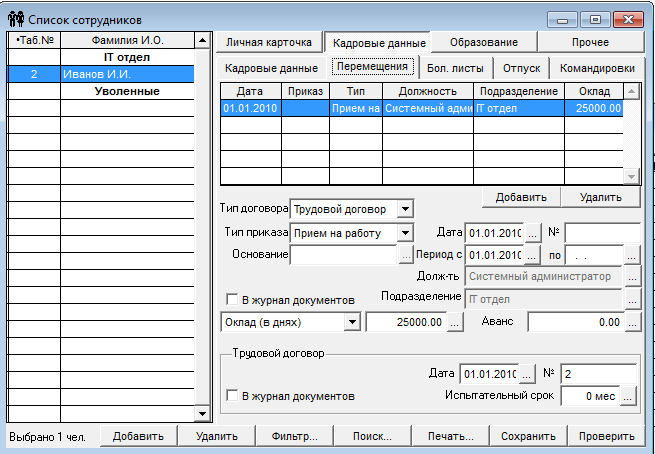 Список сотрудников
•Таб.№ Фамилия И.О.
IT отдел
2 Иванов И.И.
Уволенные
Личная карточка Кадровые данные Образование Прочее
Кадровые данные Перемещения Бол. листы Отпуск Командировки
Дата Приказ Тип Должность Подразделение Оклад
01.01.2010 Прием на Системный адми IT отдел 25000.00
Добавить Удалить
Тип договора Трудовой договор
Тип приказа Прием на работу Дата 01.01.2010 ... №
Основание ... Период с 01.01.2010 ... по . . ...
Долж-ть Системный администратор ...
В журнал документов Подразделение IT отдел ...
Оклад (в днях) 25000.00 ... Аванс 0.00 ...
Трудовой договор
Дата 01.01.2010 ... № 2
В журнал документов Испытательный срок 0 мес ...
Выбрано 1 чел. Добавить Удалить Фильтр... Поиск... Печать... Сохранить Проверить